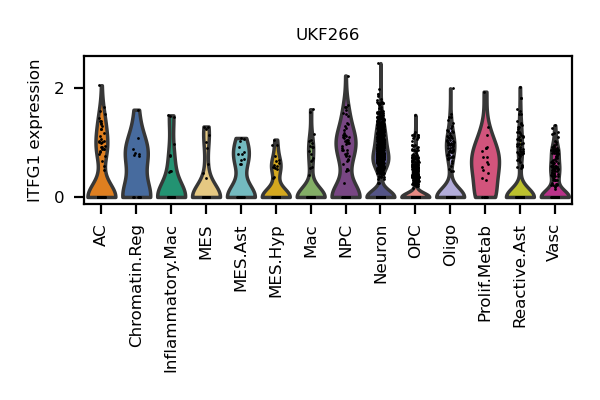 UKF266
ITFG1 expression
2
0
AC
Chromatin.Reg
Inflammatory.Mac
MES
MES.Ast
MES.Hyp
Mac
NPC
Neuron
OPC
Oligo
Prolif.Metab
Reactive.Ast
Vasc